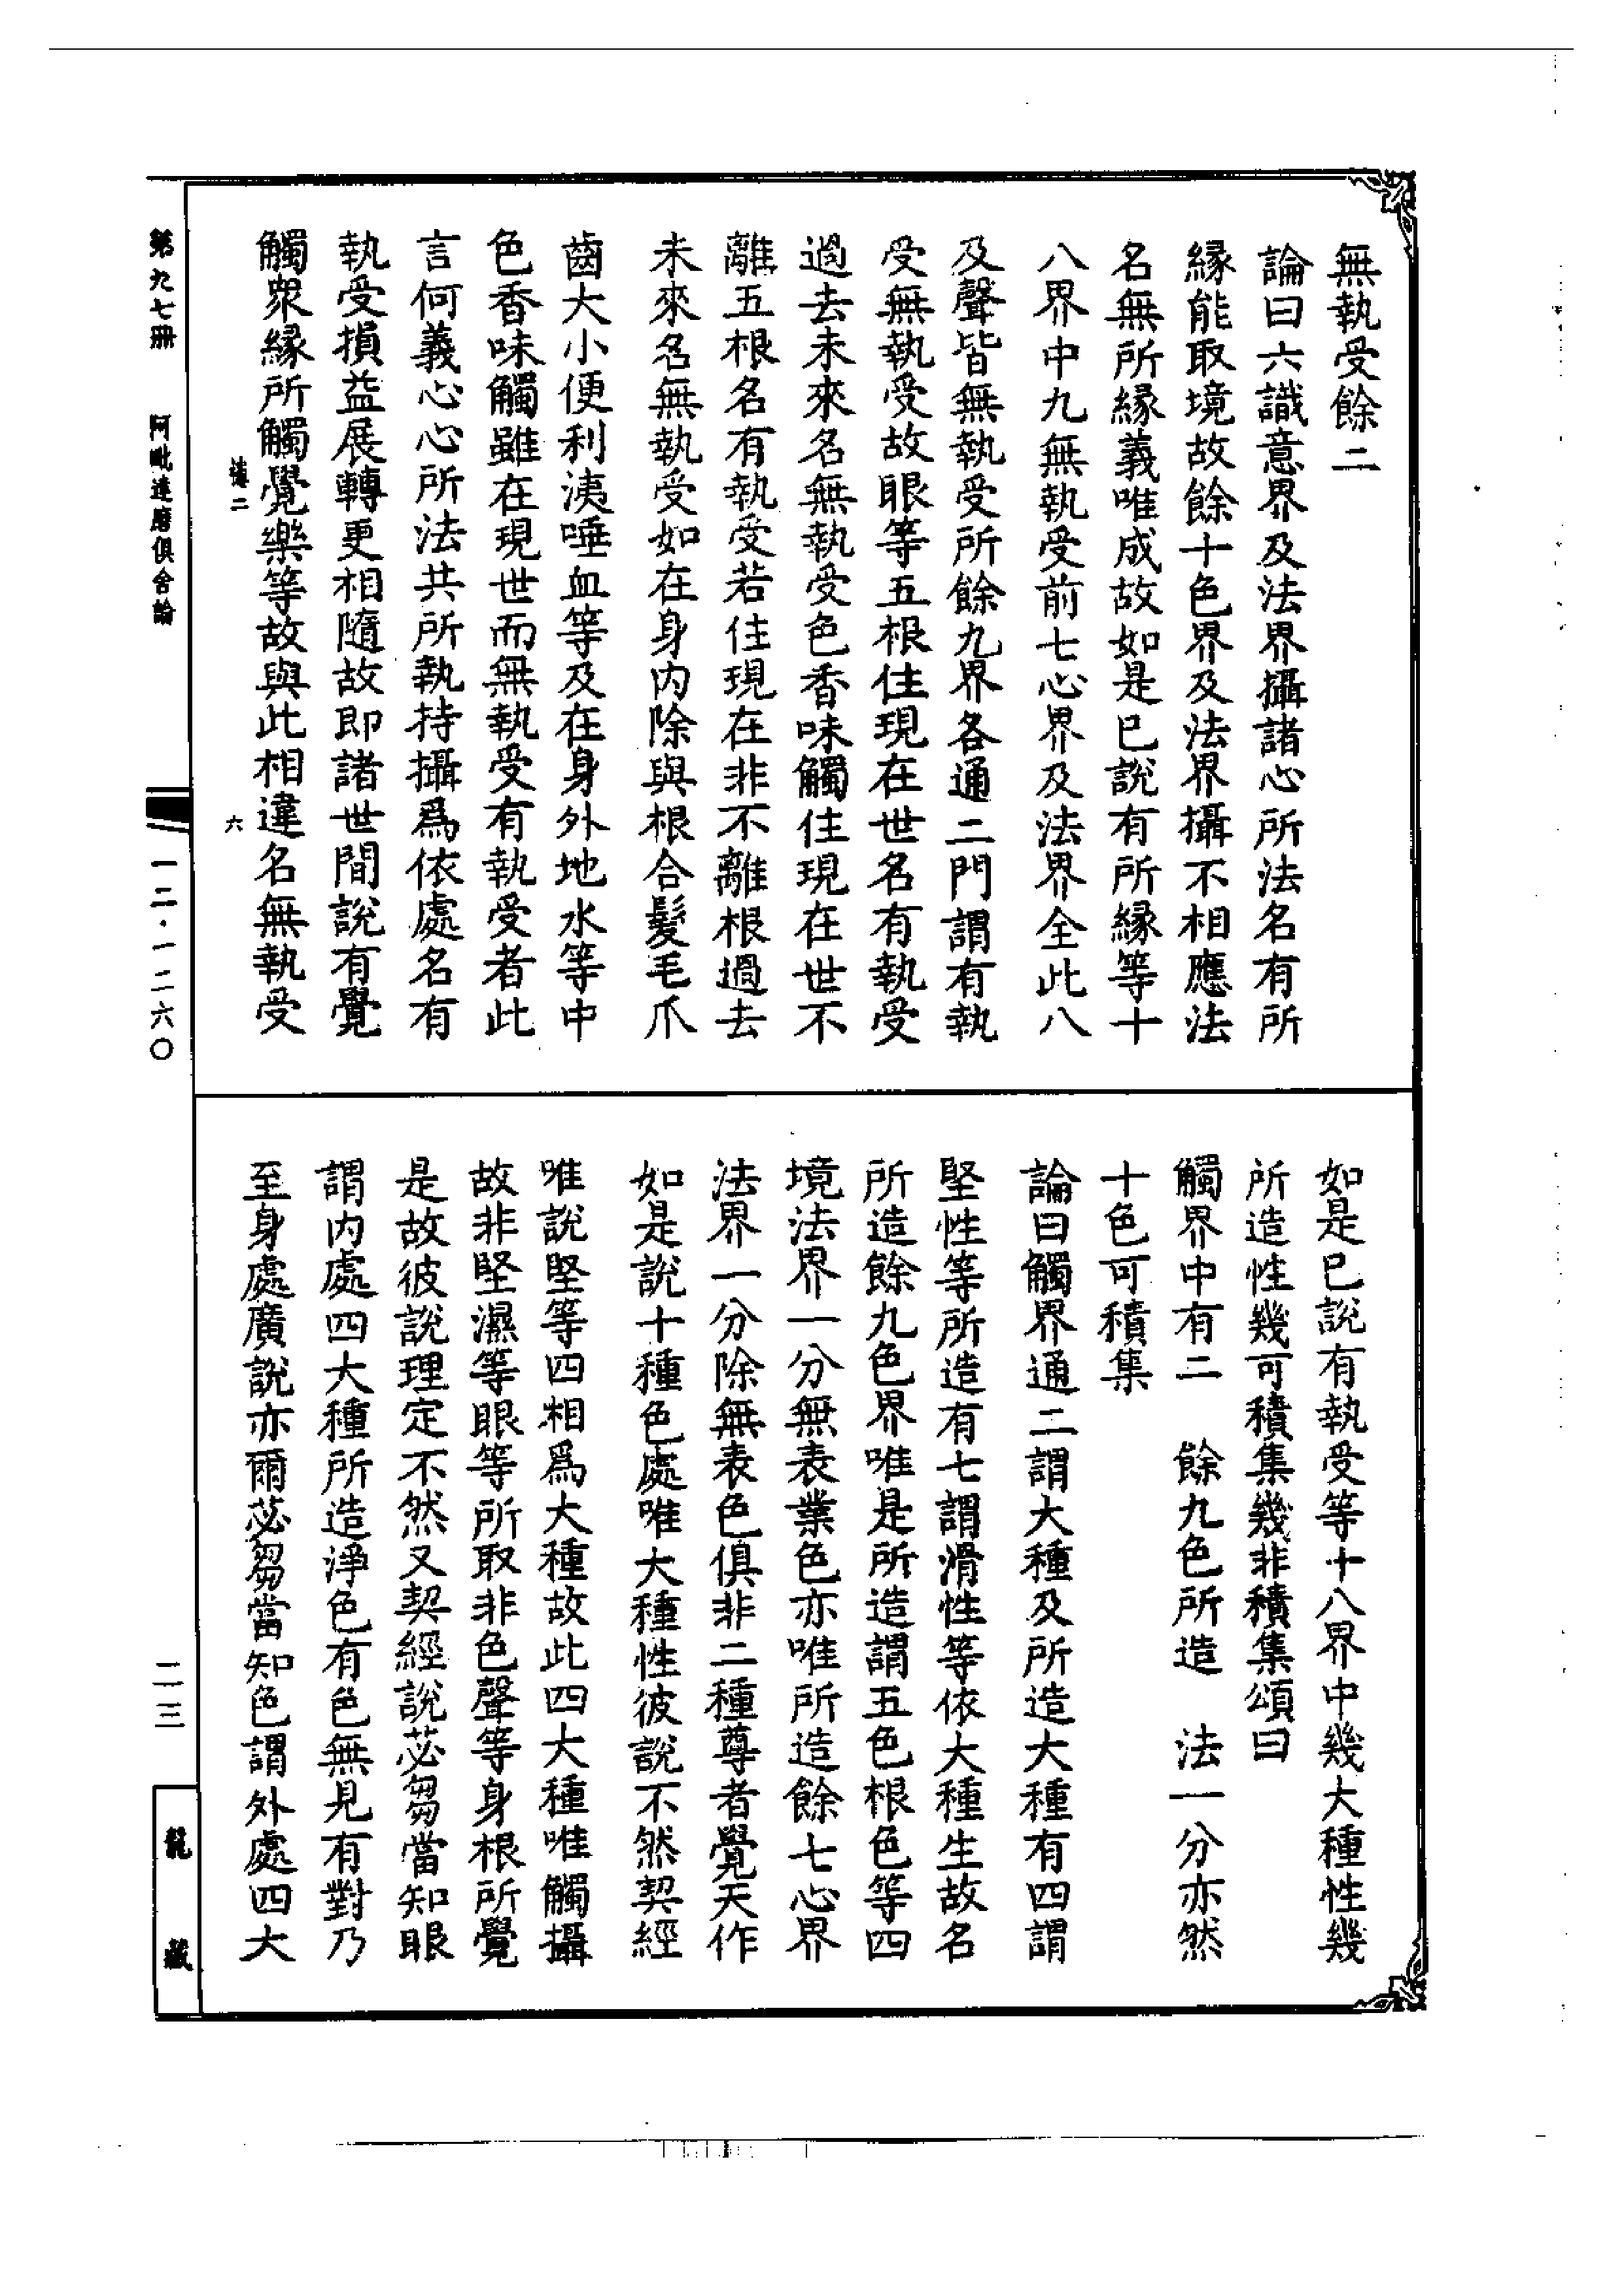 無執受餘二
論曰六識意界及法界攝諸心所法名有所
緣能取境故餘十色界及法界攝不相應法
名無所緣義唯成故如是已說有所緣等十
八界中九無執受前七心界及法界全此八
及聲皆無執受所餘九界各通二門謂有執
受無執受故眼等五根住現在世名有執受
過去未來名無執受色香味觸住現在世不
離五根名有執受若住現在非不離根過去
未來名無執受如在身內除與根合髮毛爪
齒大小便利洟唾血等及在身外地水等中
色香味觸雖在現世而無執受有執受者此
言何義心心所法共所執持攝爲依處名有
執受損益展轉更相隨故即諸世間說有覺
觸眾緣所觸覺樂等故與此相違名無執受
六
如是已說有執受等十八界中幾大種性幾
所造性幾可積集幾非積集頌曰
觸界中有二　餘九色所造　法一分亦然
十色可積集
論曰觸界通二謂大種及所造大種有四謂
堅性等所造有七謂滑性等依大種生故名
所造餘九色界唯是所造謂五色根色等四
境法界一分無表業色亦唯所造餘七心界
法界一分除無表色俱非二種尊者覺天作
如是說十種色處唯大種性彼說不然契經
唯說堅等四相爲大種故此四大種唯觸攝
故非堅濕等眼等所取非色聲等身根所覺
是故彼說理定不然又契經說苾芻當知眼
謂內處四大種所造淨色有色無見有對乃
至身處廣說亦爾苾芻當知色謂外處四大
第九七冊　阿毗達磨俱舍論
一二·一二六〇
二三
龍藏